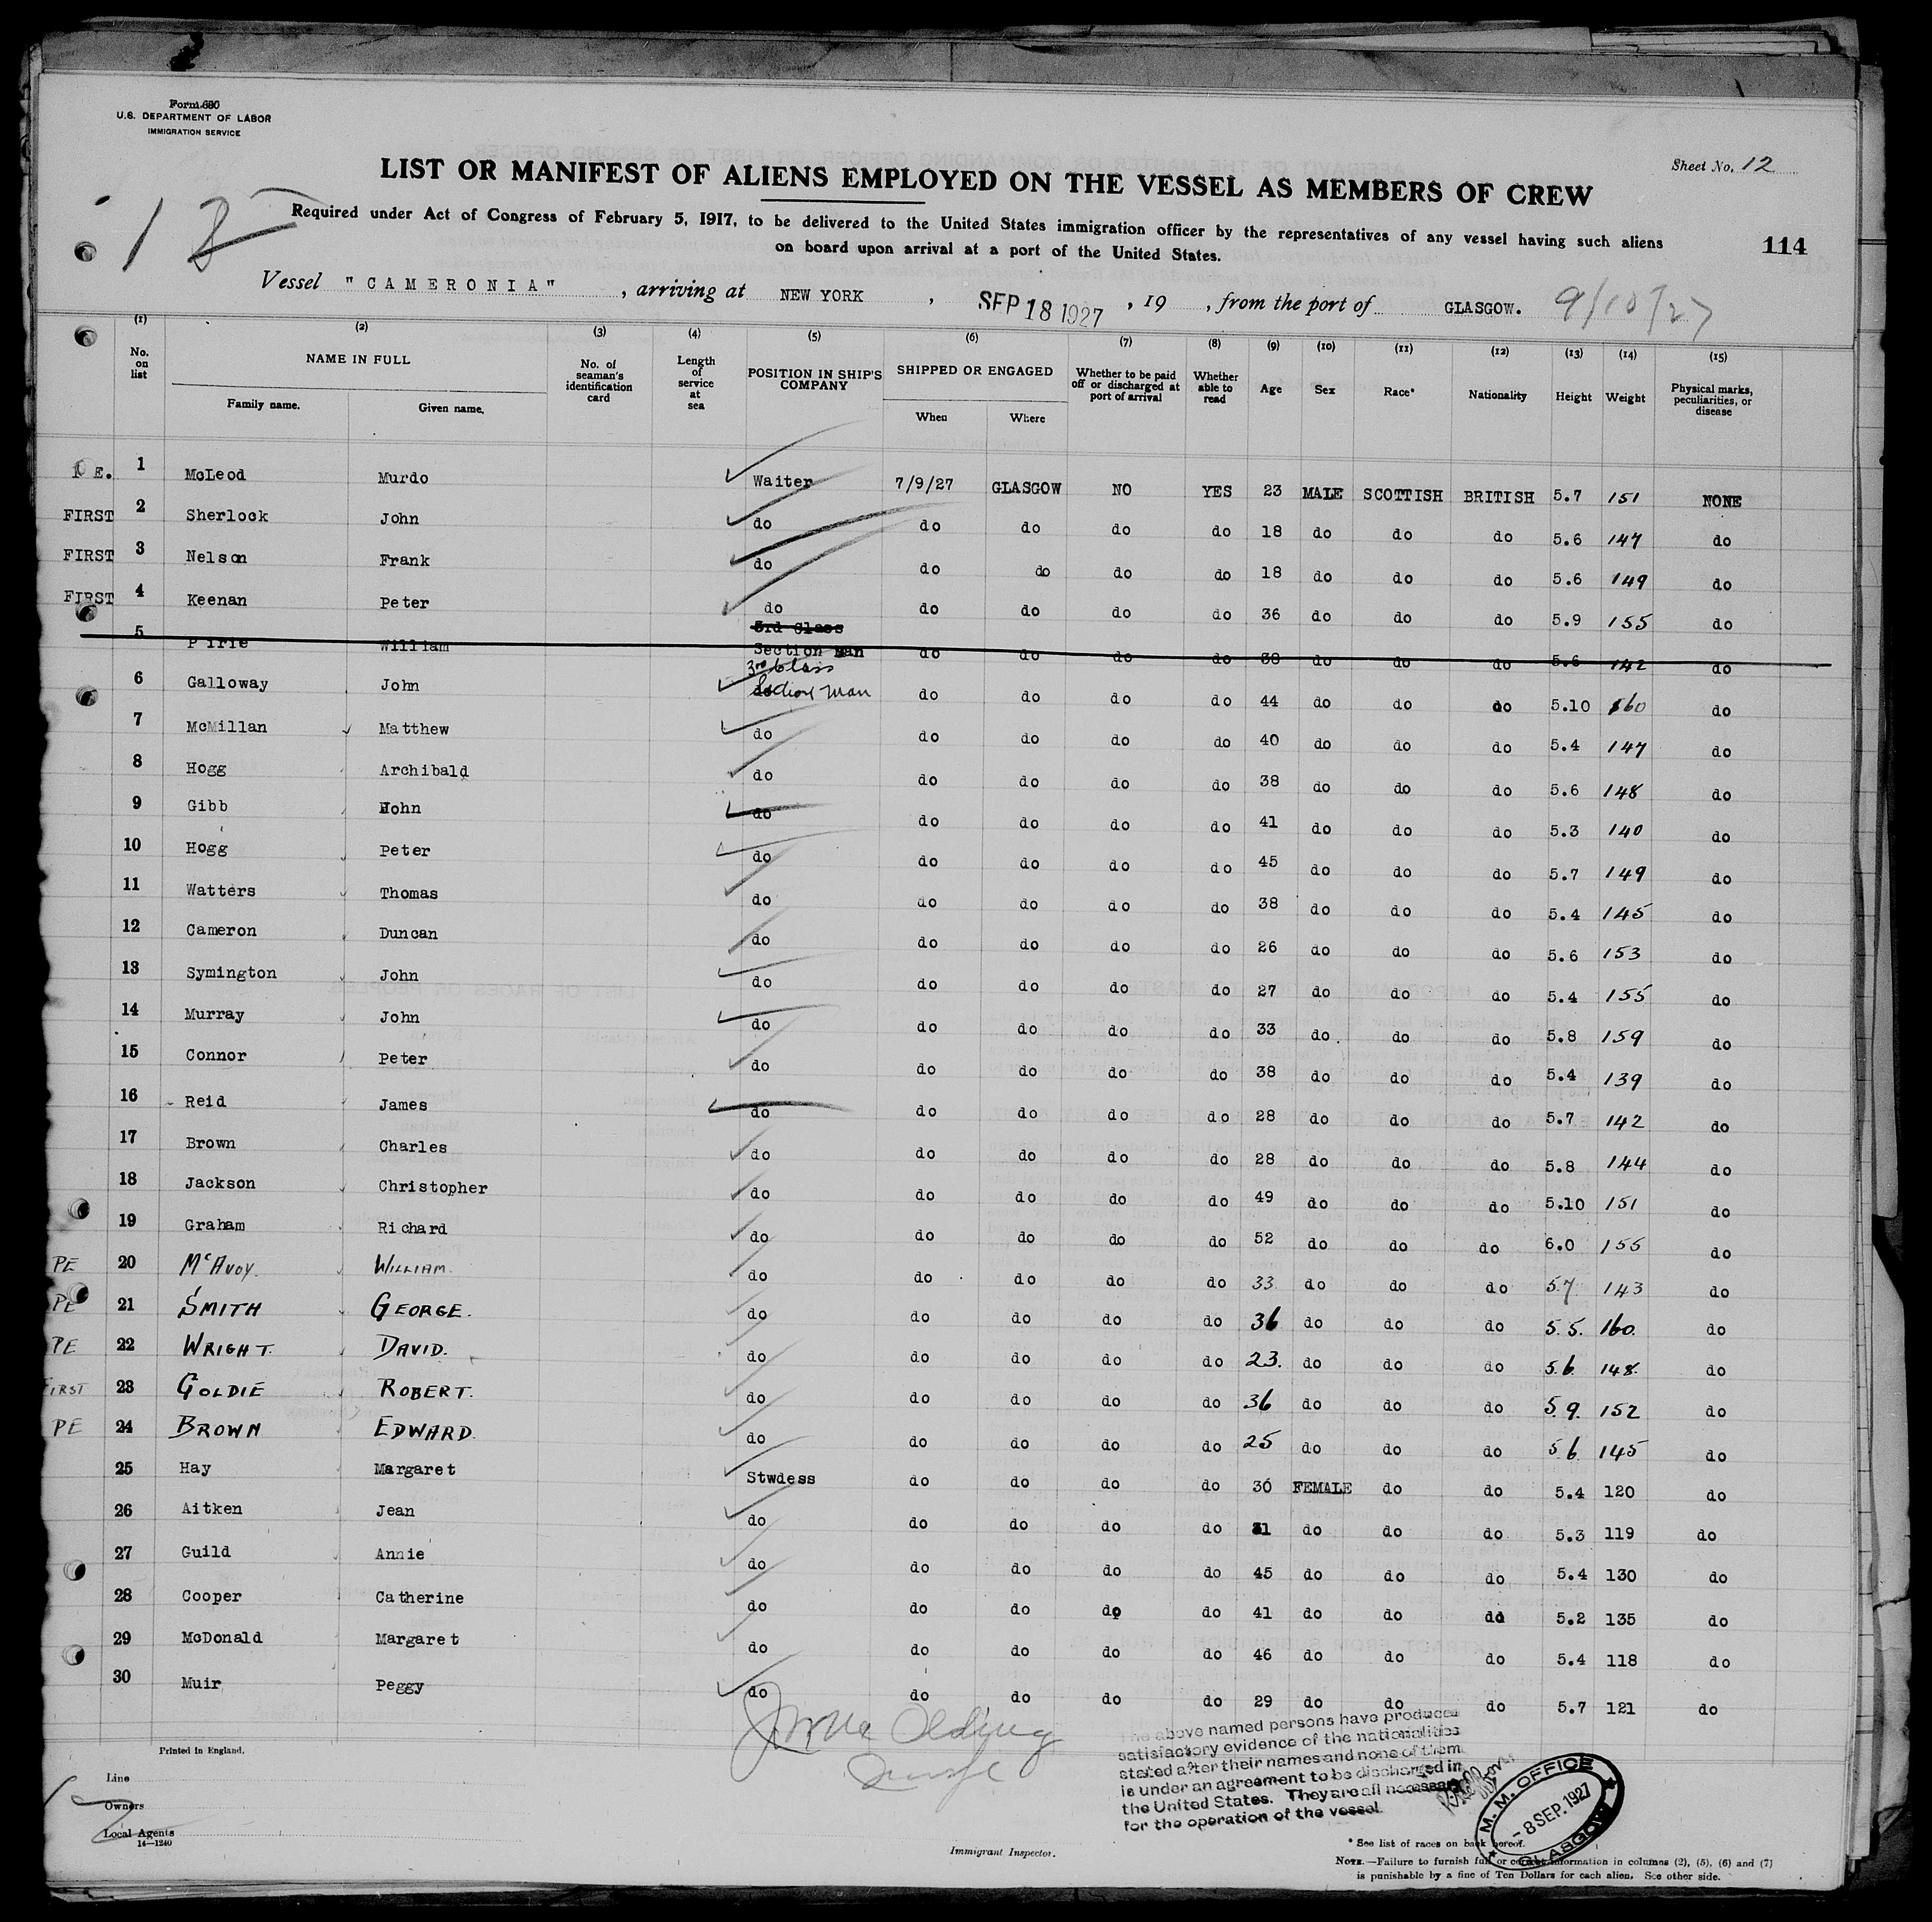 Form 680
U.S. DEPARTMENT OF LABOR
IMMIGRATION SERVICE
Sheet No. 12
LIST OR MANIFEST OF ALIENS EMPLOYED ON THE VESSEL AS MEMBERS OF CREW
Required under Act of Congress of February 5, 1917, to be delivered to the United States immigration officer by the representatives of any vessel having such aliens
on board upon arrival at a port of the United States.
114
Vessel "CAMERONIA", arriving at NEW YORK, SEP 18 1927, 19 , from the port of GLASGOW. 9/18/27
(1) (2) (3) (4) (5) (6) (7) (8) (9) (10) (11) (12) (13) (14) (15)
No. on list NAME IN FULL No. of seaman's identification card Length of service at sea POSITION IN SHIP'S COMPANY SHIPPED OR ENGAGED Whether to be paid off or discharged at port of arrival Whether able to read Age Sex Race* Nationality Height Weight Physical marks, peculiarities, or disease
Family name. Given name. When Where
1 McLeod Murdo Waiter 7/9/27 GLASGOW NO YES 23 MALE SCOTTISH BRITISH 5.7 151 NONE
FIRST 2 Sherlock John do do do do do 18 do do do 5.6 147 do
FIRST 3 Nelson Frank do do do do do 18 do do do 5.6 149 do
FIRST 4 Keenan Peter do do do do do 36 do do do 5.9 155 do
5 Pirie William 3rd Class Section Man do do do do 38 do do do 5.6 142 do
6 Galloway John 3rd Class Section Man do do do do 44 do do do 5.10 160 do
7 McMillan Matthew do do do do do 40 do do do 5.4 147 do
8 Hogg Archibald do do do do do 38 do do do 5.6 148 do
9 Gibb John do do do do do 41 do do do 5.3 140 do
10 Hogg Peter do do do do do 45 do do do 5.7 149 do
11 Watters Thomas do do do do do 38 do do do 5.4 145 do
12 Cameron Duncan do do do do do 26 do do do 5.6 153 do
13 Symington John do do do do do 27 do do do 5.4 155 do
14 Murray John do do do do do 33 do do do 5.8 159 do
15 Connor Peter do do do do do 38 do do do 5.4 139 do
16 Reid James do do do do do 28 do do do 5.7 142 do
17 Brown Charles do do do do do 28 do do do 5.8 144 do
18 Jackson Christopher do do do do do 49 do do do 5.10 151 do
19 Graham Richard do do do do do 52 do do do 6.0 155 do
PE 20 McAvoy. William. do do do do do 33 do do do 5.7 143 do
PE 21 SMITH GEORGE. do do do do do 36 do do do 5.5. 160. do
PE 22 WRIGHT. DAVID. do do do do do 23. do do do 5.6. 148. do
FIRST 23 GOLDIE ROBERT. do do do do do 36 do do do 5.9. 152 do
PE 24 BROWN EDWARD. do do do do do 25 do do do 5.6 145 do
25 Hay Margaret Stwdess do do do do 30 FEMALE do do 5.4 120 do
26 Aitken Jean do do do do do 31 do do do 5.3 119 do
27 Guild Annie do do do do do 45 do do do 5.4 130 do
28 Cooper Catherine do do do do do 41 do do do 5.2 135 do
29 McDonald Margaret do do do do do 46 do do do 5.4 118 do
30 Muir Peggy do do do do do 29 do do do 5.7 121 do
The above named persons have produced
satisfactory evidence of the nationalities
stated after their names and none of them
is under an agreement to be discharged in
the United States. They are all necessary
for the operation of the vessel.
M. M. OFFICE
-8 SEP. 1927
GLASGOW
Printed in England.
Line
Owners
Local Agents
14—1240
Immigrant Inspector.
* See list of races on back hereof.
NOTE.—Failure to furnish full or correct information in columns (2), (5), (6) and (7)
is punishable by a fine of Ten Dollars for each alien. See other side.